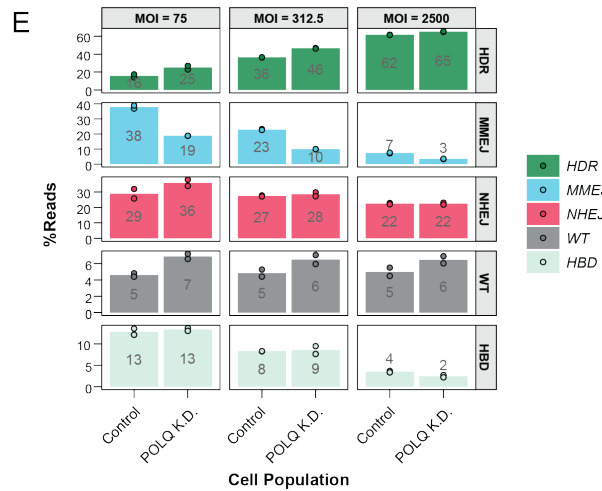 E
MOI = 75 MOI = 312.5 MOI = 2500
%Reads
60
40
20
0
16 25 36 46 62 65
HDR
40
30
20
10
0
38 19 23 10 7 3
MMEJ
40
30
20
10
0
29 36 27 28 22 22
NHEJ
6
4
2
0
5 7 5 6 5 6
WT
10
5
0
13 13 8 9 4 2
HBD
Control POLQ K.D. Control POLQ K.D. Control POLQ K.D.
Cell Population
HDR
MMEJ
NHEJ
WT
HBD